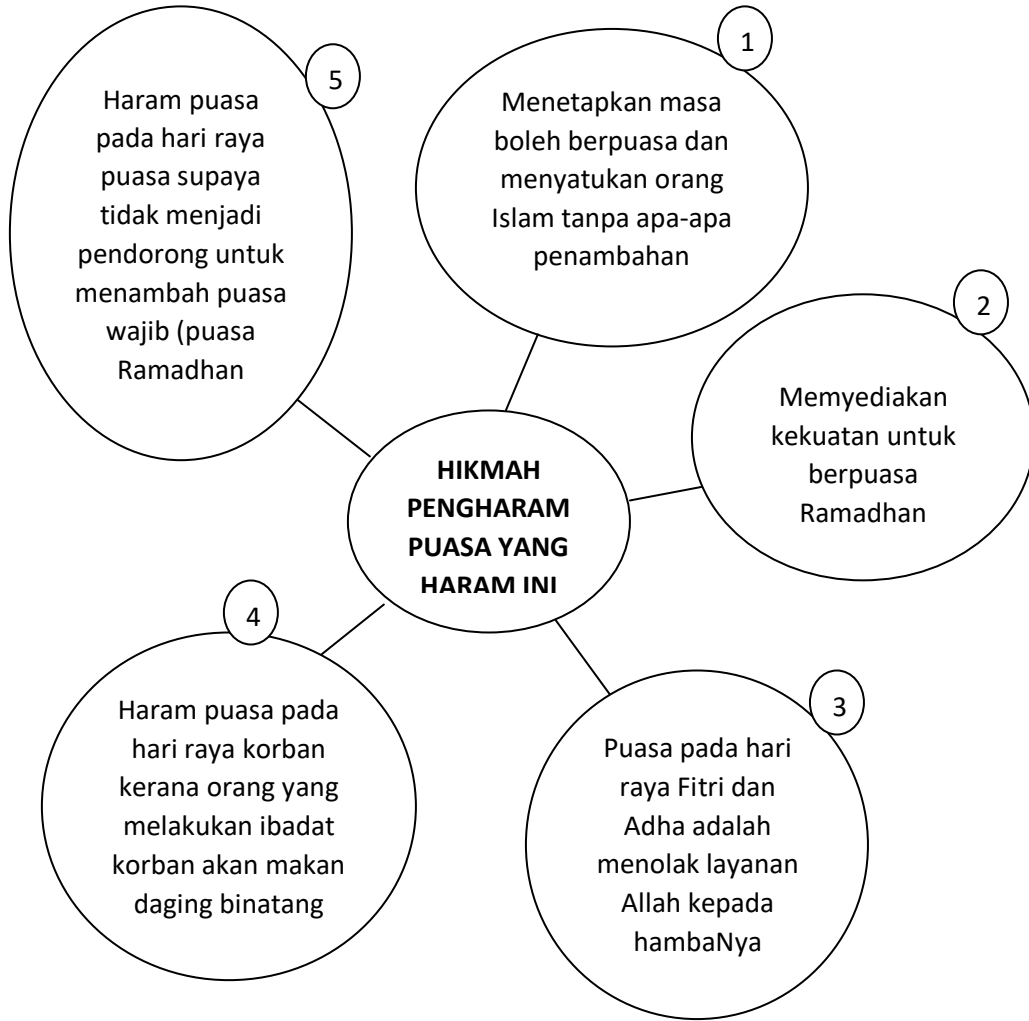 HIKMAH
PENGHARAM
PUASA YANG
HARAM INI
1
Menetapkan masa
boleh berpuasa dan
menyatukan orang
Islam tanpa apa-apa
penambahan
2
Memyediakan
kekuatan untuk
berpuasa
Ramadhan
3
Puasa pada hari
raya Fitri dan
Adha adalah
menolak layanan
Allah kepada
hambaNya
4
Haram puasa pada
hari raya korban
kerana orang yang
melakukan ibadat
korban akan makan
daging binatang
5
Haram puasa
pada hari raya
puasa supaya
tidak menjadi
pendorong untuk
menambah puasa
wajib (puasa
Ramadhan